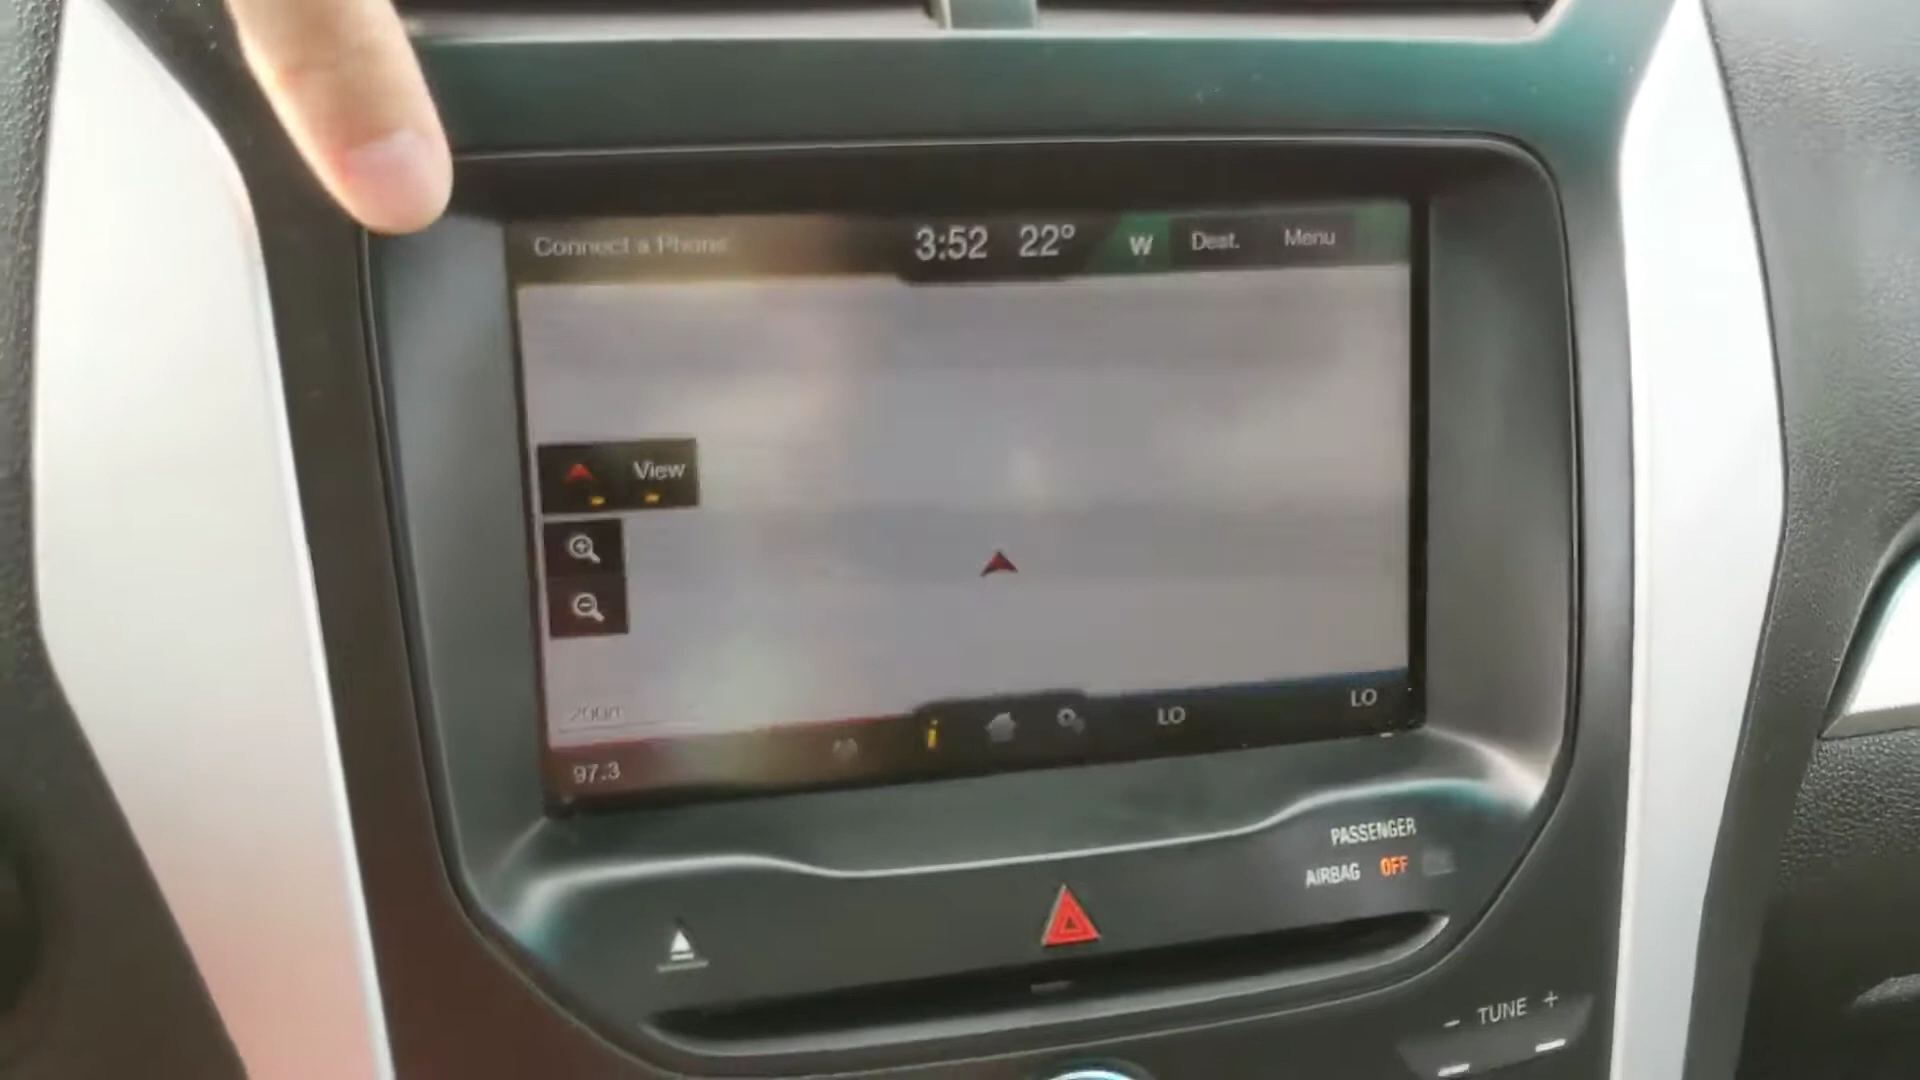 Connect a Phone 3:52 22° W Dest. Menu
View
LO LO
97.3
PASSENGER
AIRBAG OFF
- TUNE +